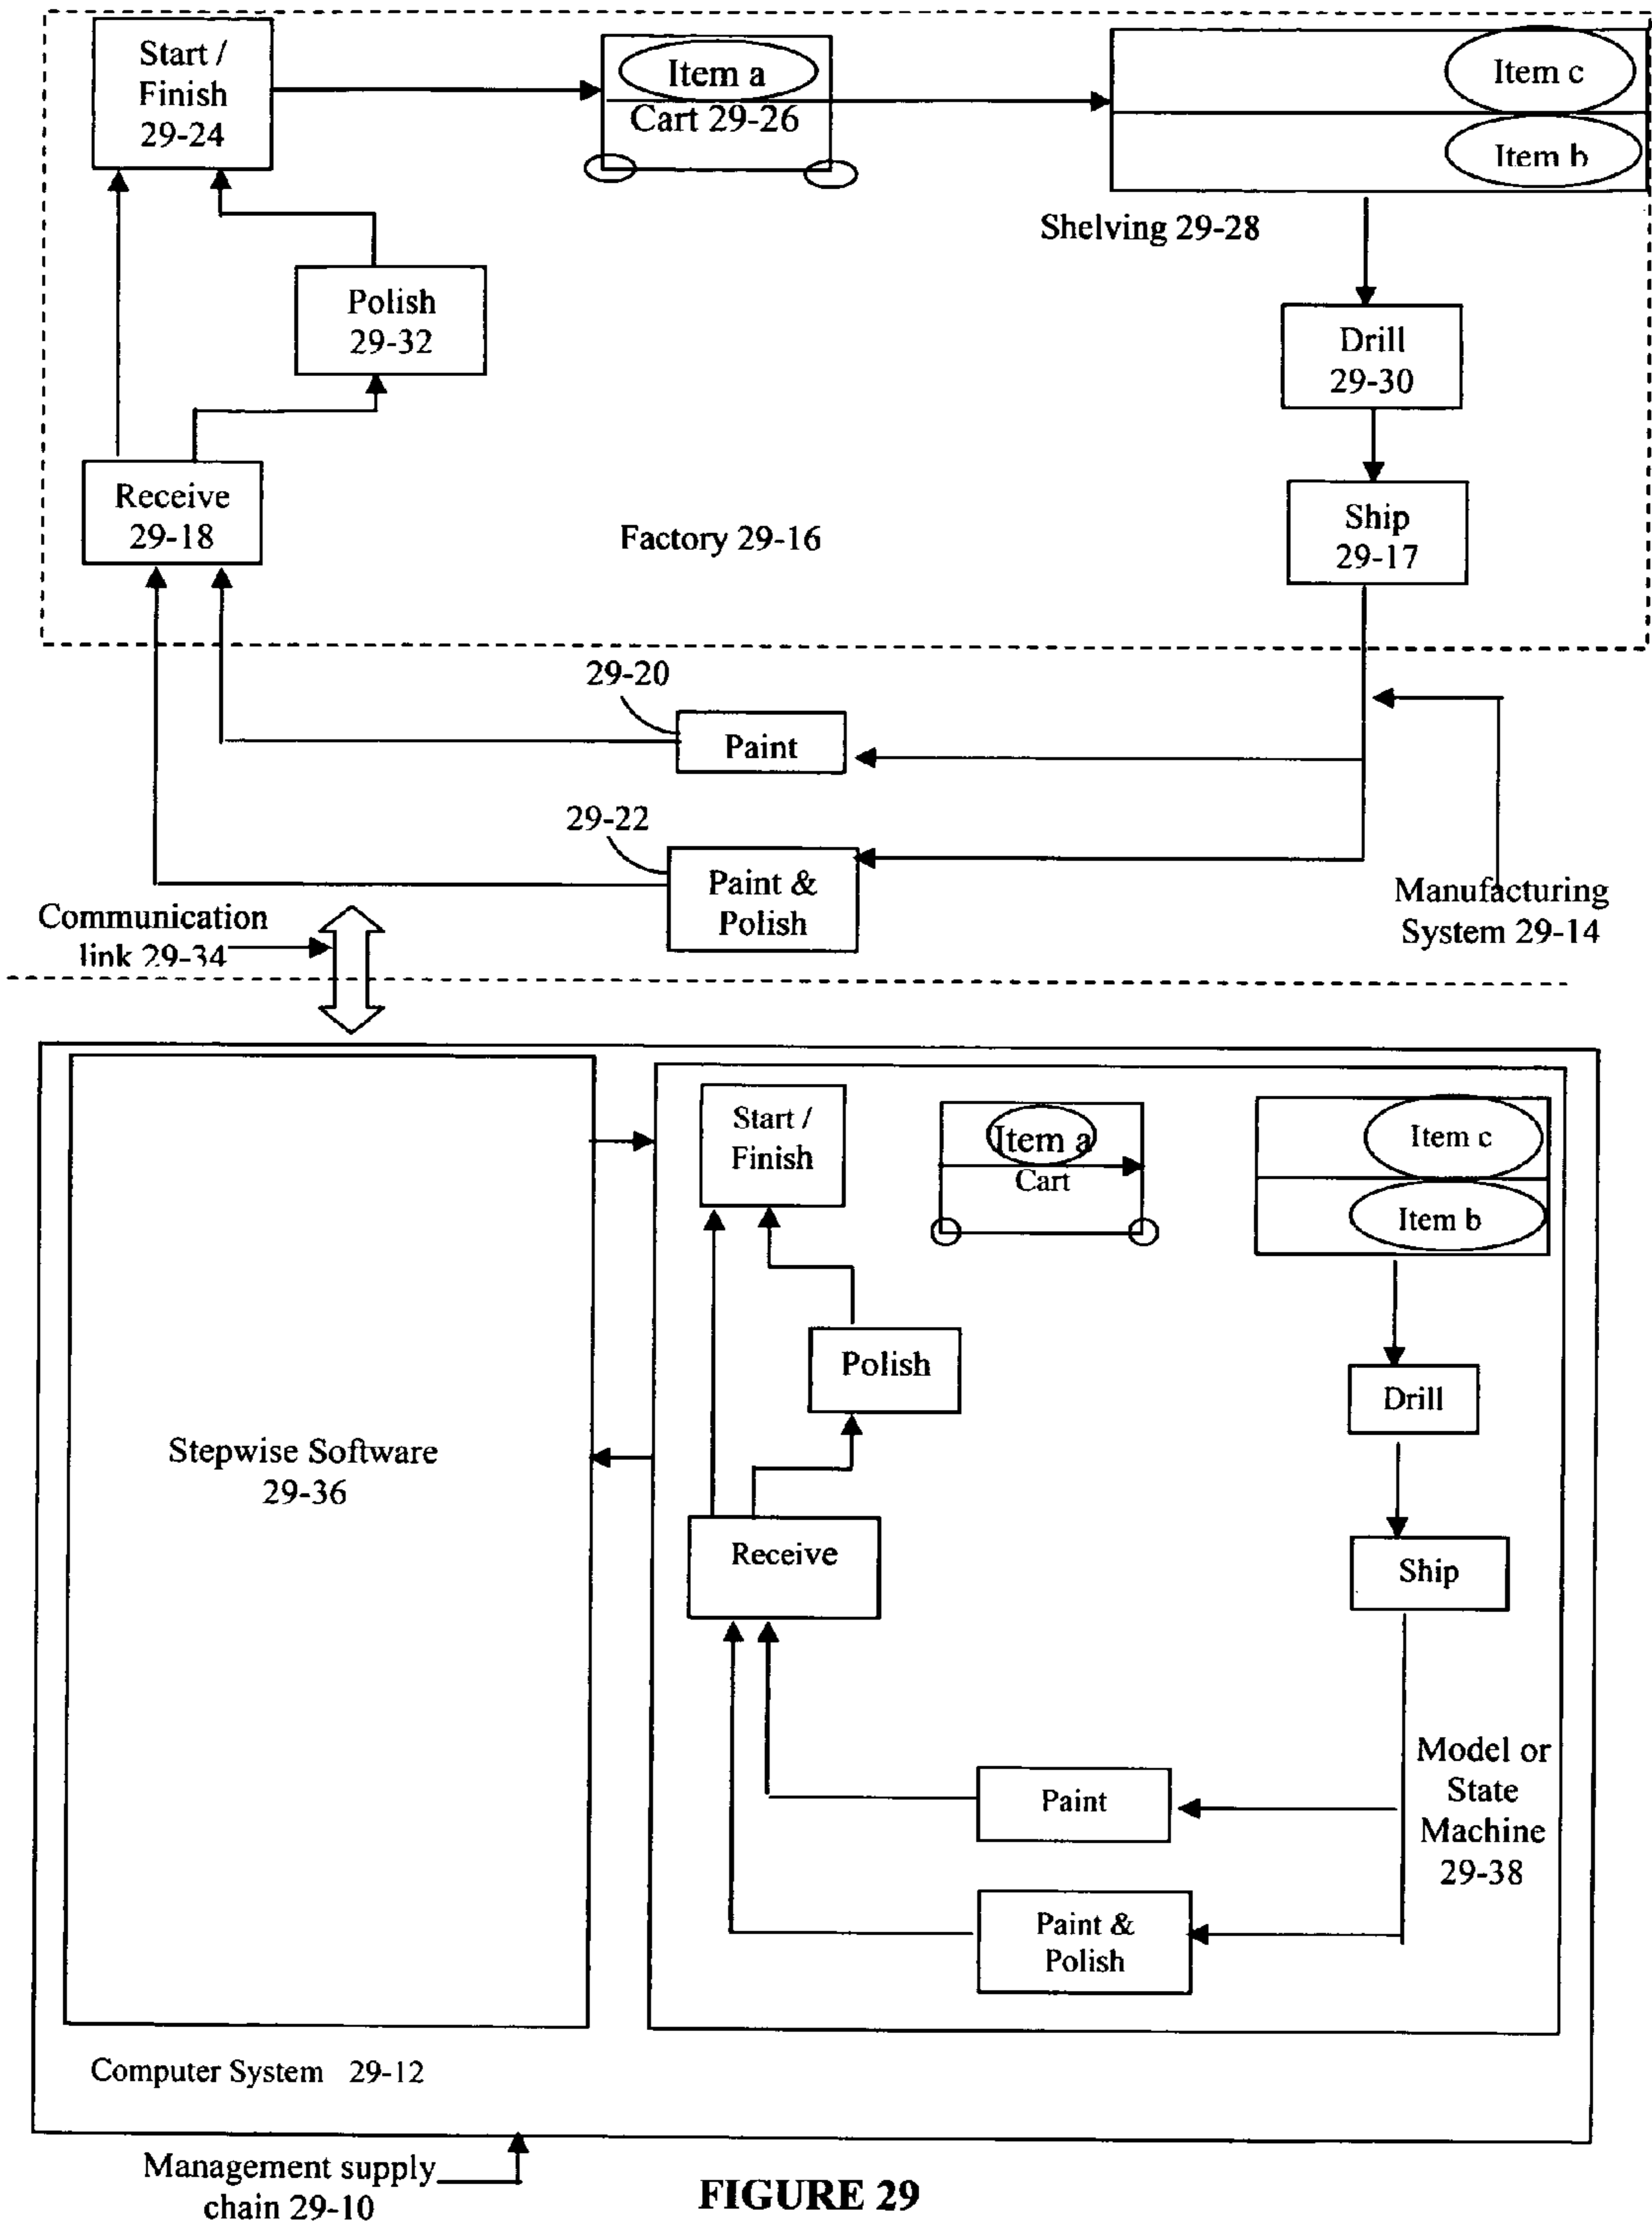 Start /
Finish
29-24
Item a
Cart 29-26
Item c
Item b
Shelving 29-28
Polish
29-32
Drill
29-30
Receive
29-18
Factory 29-16
Ship
29-17
29-20
Paint
29-22
Paint &
Polish
Manufacturing
System 29-14
Communication
link 29-34
Start /
Finish
Item a
Cart
Item c
Item b
Polish
Drill
Stepwise Software
29-36
Receive
Ship
Model or
State
Machine
29-38
Paint
Paint &
Polish
Computer System 29-12
Management supply
chain 29-10
FIGURE 29